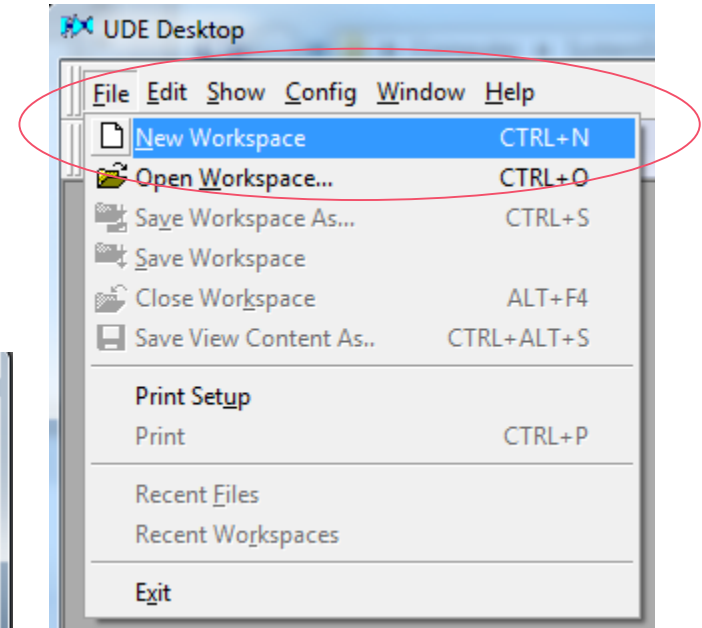 UDE Desktop
File Edit Show Config Window Help
New Workspace CTRL+N
Open Workspace... CTRL+O
Save Workspace As... CTRL+S
Save Workspace
Close Workspace ALT+F4
Save View Content As.. CTRL+ALT+S
Print Setup
Print CTRL+P
Recent Files
Recent Workspaces
Exit